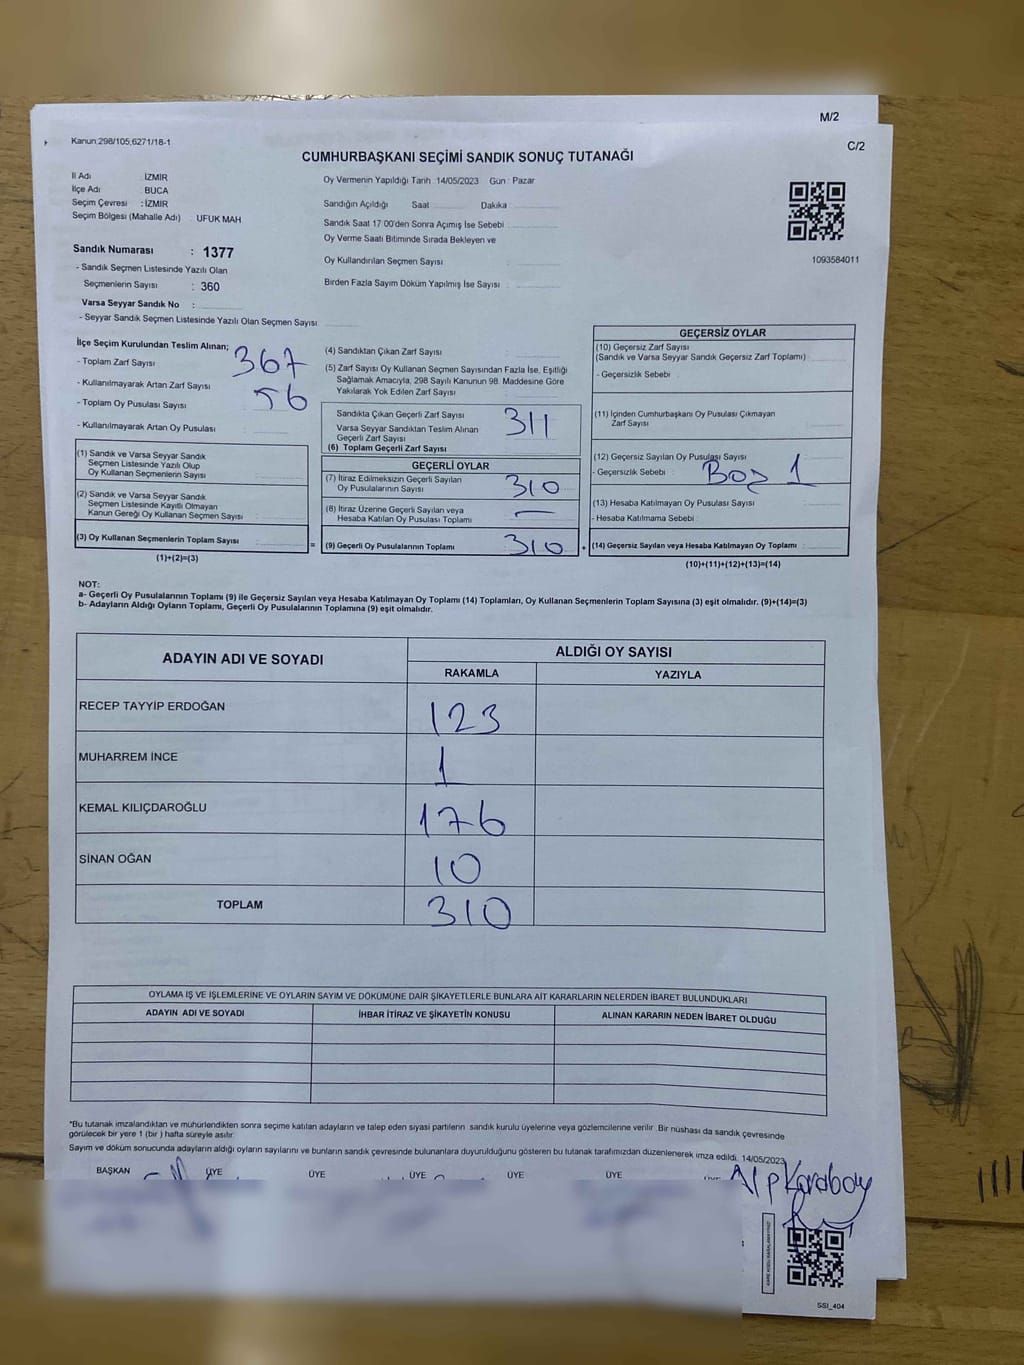 M/2
C/2
Kanun:298/105;6271/18-1
CUMHURBAŞKANI SEÇİMİ SANDIK SONUÇ TUTANAĞI
İl Adı : İZMİR
İlçe Adı : BUCA
Seçim Çevresi : İZMİR
Seçim Bölgesi (Mahalle Adı) : UFUK MAH
Oy Vermenin Yapıldığı Tarih : 14/05/2023 Gün : Pazar
Sandığın Açıldığı Saat Dakika
Sandık Saat 17:00'den Sonra Açımış İse Sebebi
Oy Verme Saati Bitiminde Sırada Bekleyen ve
Oy Kullandırılan Seçmen Sayısı
Birden Fazla Sayım Döküm Yapılmış İse Sayısı
1093584011
Sandık Numarası : 1377
- Sandık Seçmen Listesinde Yazılı Olan
Seçmenlerin Sayısı : 360
Varsa Seyyar Sandık No :
- Seyyar Sandık Seçmen Listesinde Yazılı Olan Seçmen Sayısı:
İlçe Seçim Kurulundan Teslim Alınan;
- Toplam Zarf Sayısı 367
- Kullanılmayarak Artan Zarf Sayısı 56
- Toplam Oy Pusulası Sayısı
- Kullanılmayarak Artan Oy Pusulası :
(1) Sandık ve Varsa Seyyar Sandık
Seçmen Listesinde Yazılı Olup
Oy Kullanan Seçmenlerin Sayısı :
(2) Sandık ve Varsa Seyyar Sandık
Seçmen Listesinde Kayıtlı Olmayan
Kanun Gereği Oy Kullanan Seçmen Sayısı :
(3) Oy Kullanan Seçmenlerin Toplam Sayısı :
(1)+(2)=(3)
(4) Sandıktan Çıkan Zarf Sayısı
(5) Zarf Sayısı Oy Kullanan Seçmen Sayısından Fazla İse, Eşitliği
Sağlamak Amacıyla, 298 Sayılı Kanunun 98. Maddesine Göre
Yakılarak Yok Edilen Zarf Sayısı :
Sandıkta Çıkan Geçerli Zarf Sayısı 311
Varsa Seyyar Sandıktan Teslim Alınan
Geçerli Zarf Sayısı
(6) Toplam Geçerli Zarf Sayısı
GEÇERLİ OYLAR
(7) İtiraz Edilmeksizin Geçerli Sayılan
Oy Pusulalarının Sayısı : 310
(8) İtiraz Üzerine Geçerli Sayılan veya
Hesaba Katılan Oy Pusulası Toplamı : —
= (9) Geçerli Oy Pusulalarının Toplamı : 310 +
GEÇERSİZ OYLAR
(10) Geçersiz Zarf Sayısı
(Sandık ve Varsa Seyyar Sandık Geçersiz Zarf Toplamı)
- Geçersizlik Sebebi :
(11) İçinden Cumhurbaşkanı Oy Pusulası Çıkmayan
Zarf Sayısı
(12) Geçersiz Sayılan Oy Pusulası Sayısı
- Geçersizlik Sebebi : Boş 1
(13) Hesaba Katılmayan Oy Pusulası Sayısı
- Hesaba Katılmama Sebebi :
(14) Geçersiz Sayılan veya Hesaba Katılmayan Oy Toplamı :
(10)+(11)+(12)+(13)=(14)
NOT:
a- Geçerli Oy Pusulalarının Toplamı (9) ile Geçersiz Sayılan veya Hesaba Katılmayan Oy Toplamı (14) Toplamları, Oy Kullanan Seçmenlerin Toplam Sayısına (3) eşit olmalıdır. (9)+(14)=(3)
b- Adayların Aldığı Oyların Toplamı, Geçerli Oy Pusulalarının Toplamına (9) eşit olmalıdır.
ADAYIN ADI VE SOYADI
ALDIĞI OY SAYISI
RAKAMLA YAZIYLA
RECEP TAYYİP ERDOĞAN 123
MUHARREM İNCE 1
KEMAL KILIÇDAROĞLU 176
SİNAN OĞAN 10
TOPLAM 310
OYLAMA İŞ VE İŞLEMLERİNE VE OYLARIN SAYIM VE DÖKÜMÜNE DAİR ŞİKAYETLERLE BUNLARA AİT KARARLARIN NELERDEN İBARET BULUNDUKLARI
ADAYIN ADI VE SOYADI İHBAR İTİRAZ VE ŞİKAYETİN KONUSU ALINAN KARARIN NEDEN İBARET OLDUĞU
*Bu tutanak imzalandıktan ve mühürlendikten sonra seçime katılan adayların ve talep eden siyasi partilerin sandık kurulu üyelerine veya gözlemcilerine verilir. Bir nüshası da sandık çevresinde
görülecek bir yere 1 (bir ) hafta süreyle asılır.
Sayım ve döküm sonucunda adayların aldığı oyların sayılarını ve bunların sandık çevresinde bulunanlara duyurulduğunu gösteren bu tutanak tarafımızdan düzenlenerek imza edildi. 14/05/2023
BAŞKAN ÜYE ÜYE ÜYE ÜYE ÜYE
Alp Karaboy
SSI_404